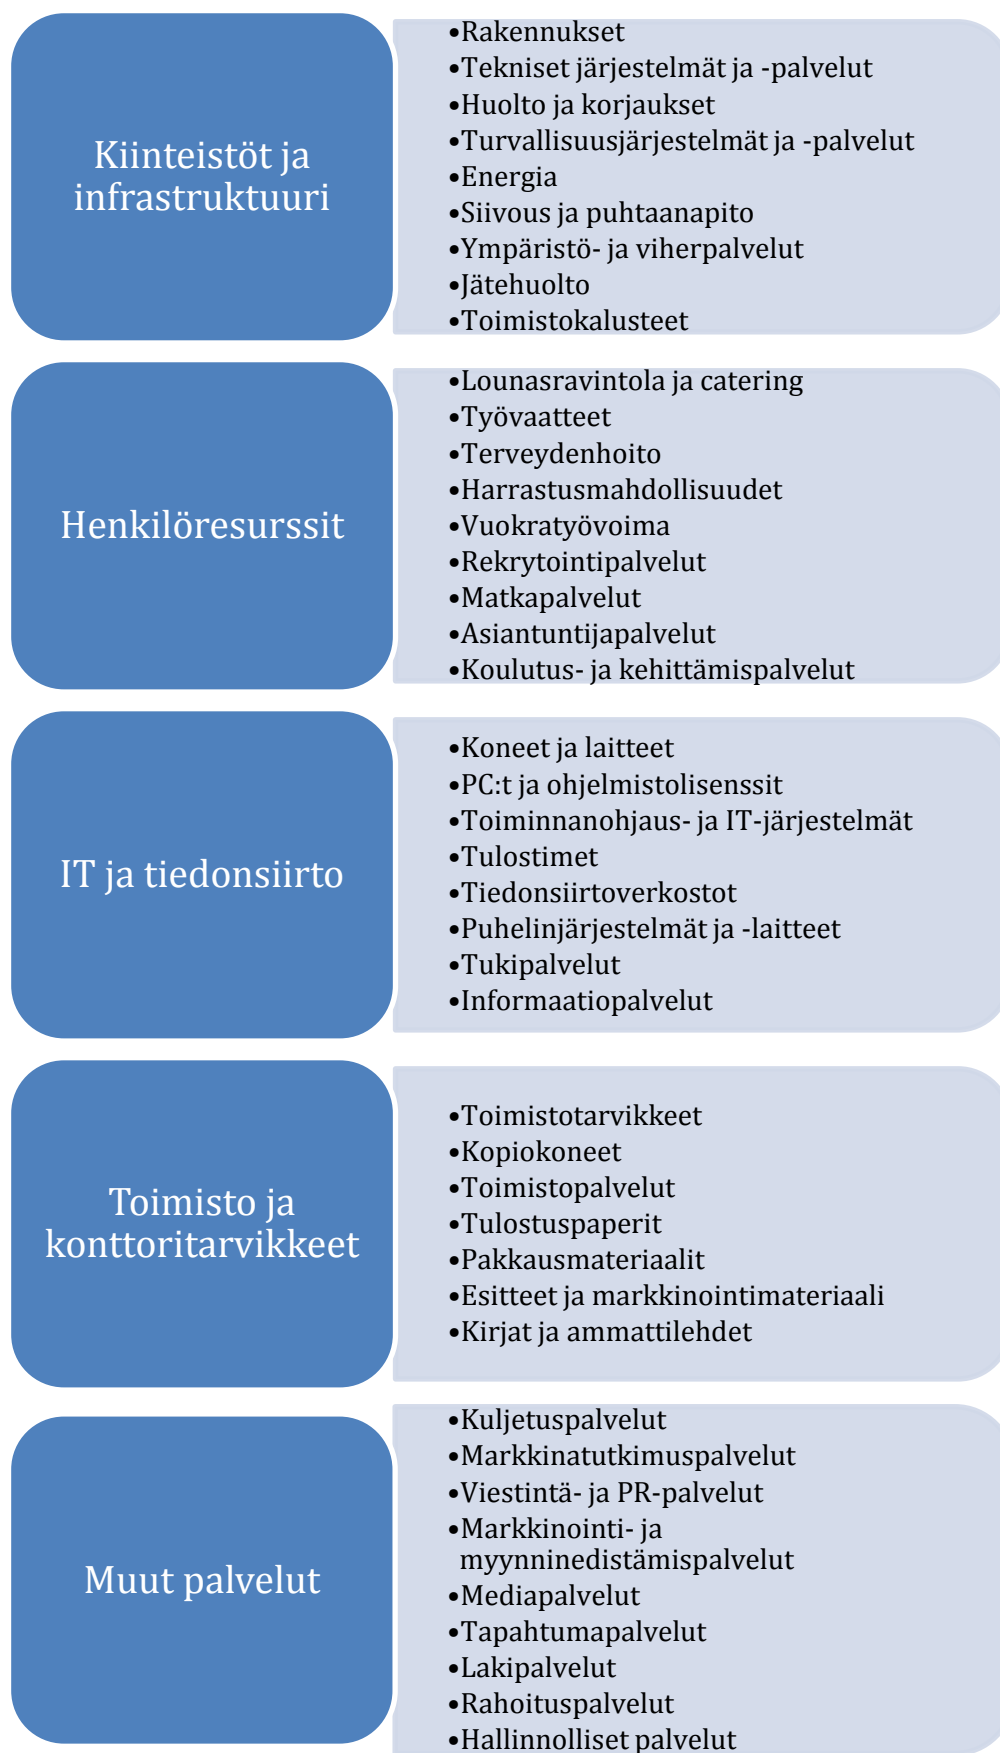 Kiinteistöt ja
infrastruktuuri
•Rakennukset
•Tekniset järjestelmät ja -palvelut
•Huolto ja korjaukset
•Turvallisuusjärjestelmät ja -palvelut
•Energia
•Siivous ja puhtaanapito
•Ympäristö- ja viherpalvelut
•Jätehuolto
•Toimistokalusteet
Henkilöresurssit
•Lounasravintola ja catering
•Työvaatteet
•Terveydenhoito
•Harrastusmahdollisuudet
•Vuokratyövoima
•Rekrytointipalvelut
•Matkapalvelut
•Asiantuntijapalvelut
•Koulutus- ja kehittämispalvelut
IT ja tiedonsiirto
•Koneet ja laitteet
•PC:t ja ohjelmistolisenssit
•Toiminnanohjaus- ja IT-järjestelmät
•Tulostimet
•Tiedonsiirtoverkostot
•Puhelinjärjestelmät ja -laitteet
•Tukipalvelut
•Informaatiopalvelut
Toimisto ja
konttoritarvikkeet
•Toimistotarvikkeet
•Kopiokoneet
•Toimistopalvelut
•Tulostuspaperit
•Pakkausmateriaalit
•Esitteet ja markkinointimateriaali
•Kirjat ja ammattilehdet
Muut palvelut
•Kuljetuspalvelut
•Markkinatutkimuspalvelut
•Viestintä- ja PR-palvelut
•Markkinointi- ja
myynninedistämispalvelut
•Mediapalvelut
•Tapahtumapalvelut
•Lakipalvelut
•Rahoituspalvelut
•Hallinnolliset palvelut